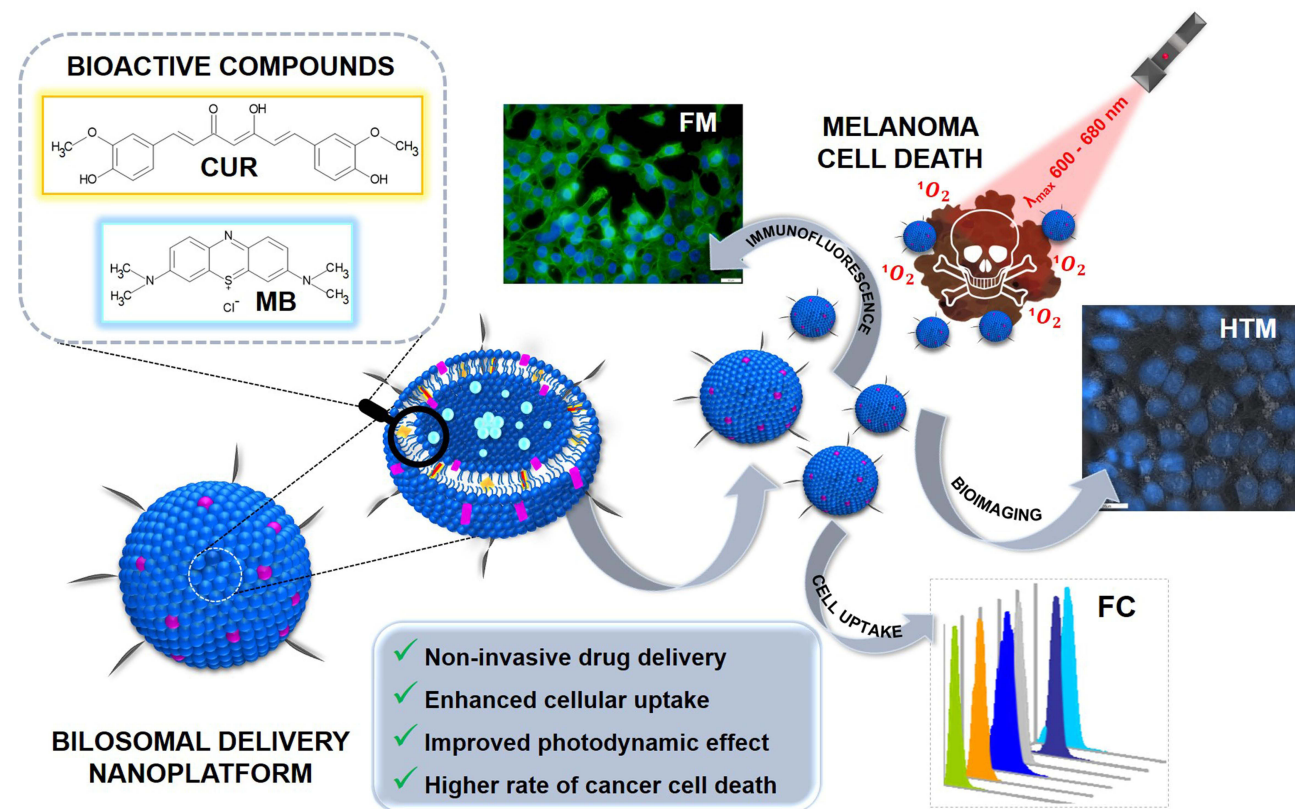 BIOACTIVE COMPOUNDS
O
OH
H₃C
O
O
CH₃
HO
CUR
OH
N
H₃C
N
S⁺
N
CH₃
CH₃
Cl⁻
MB
CH₃
FM
IMMUNOFLUORESCENCE
MELANOMA
CELL DEATH
λmax 600 - 680 nm
¹O₂
¹O₂
¹O₂
¹O₂
HTM
BIOIMAGING
CELL UPTAKE
FC
BILOSOMAL DELIVERY
NANOPLATFORM
✓ Non-invasive drug delivery
✓ Enhanced cellular uptake
✓ Improved photodynamic effect
✓ Higher rate of cancer cell death